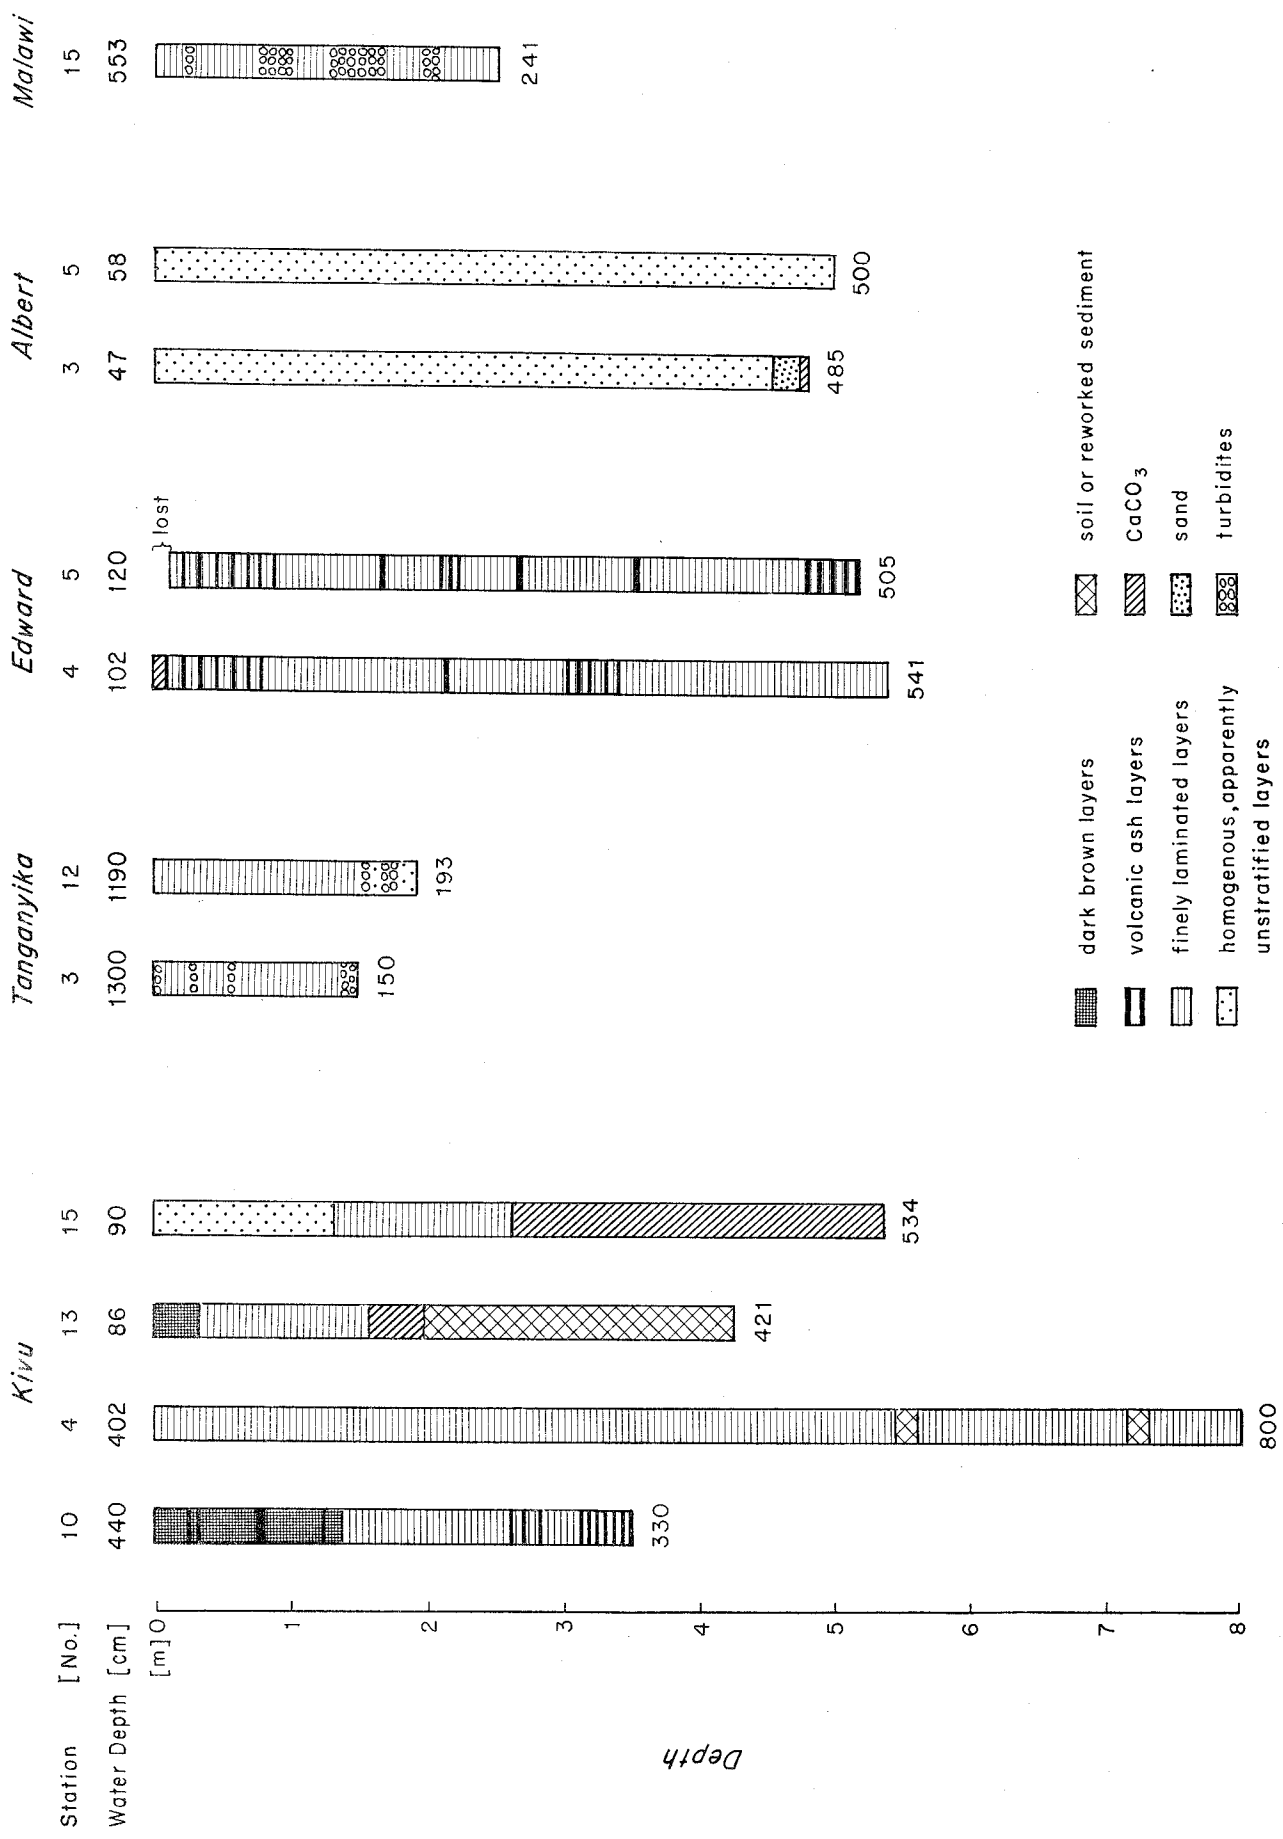 Kivu Tanganyika Edward Albert Malawi
Station [No.] 10 4 13 15 3 12 4 5 3 5 15
Water Depth [cm] 440 402 86 90 1300 1190 102 120 47 58 553
[m] 0
1
2
3
4
5
6
7
8
Depth
lost
330 800 421 534 150 193 541 505 485 500 241
dark brown layers
volcanic ash layers
finely laminated layers
homogenous, apparently
unstratified layers
soil or reworked sediment
CaCO3
sand
turbidites